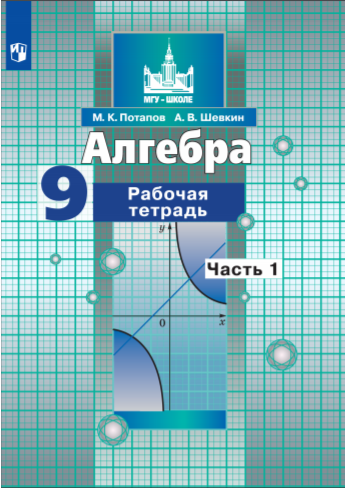 МГУ - ШКОЛЕ
М. К. Потапов А. В. Шевкин
Алгебра
9
Рабочая
тетрадь
Часть 1
y
0
x